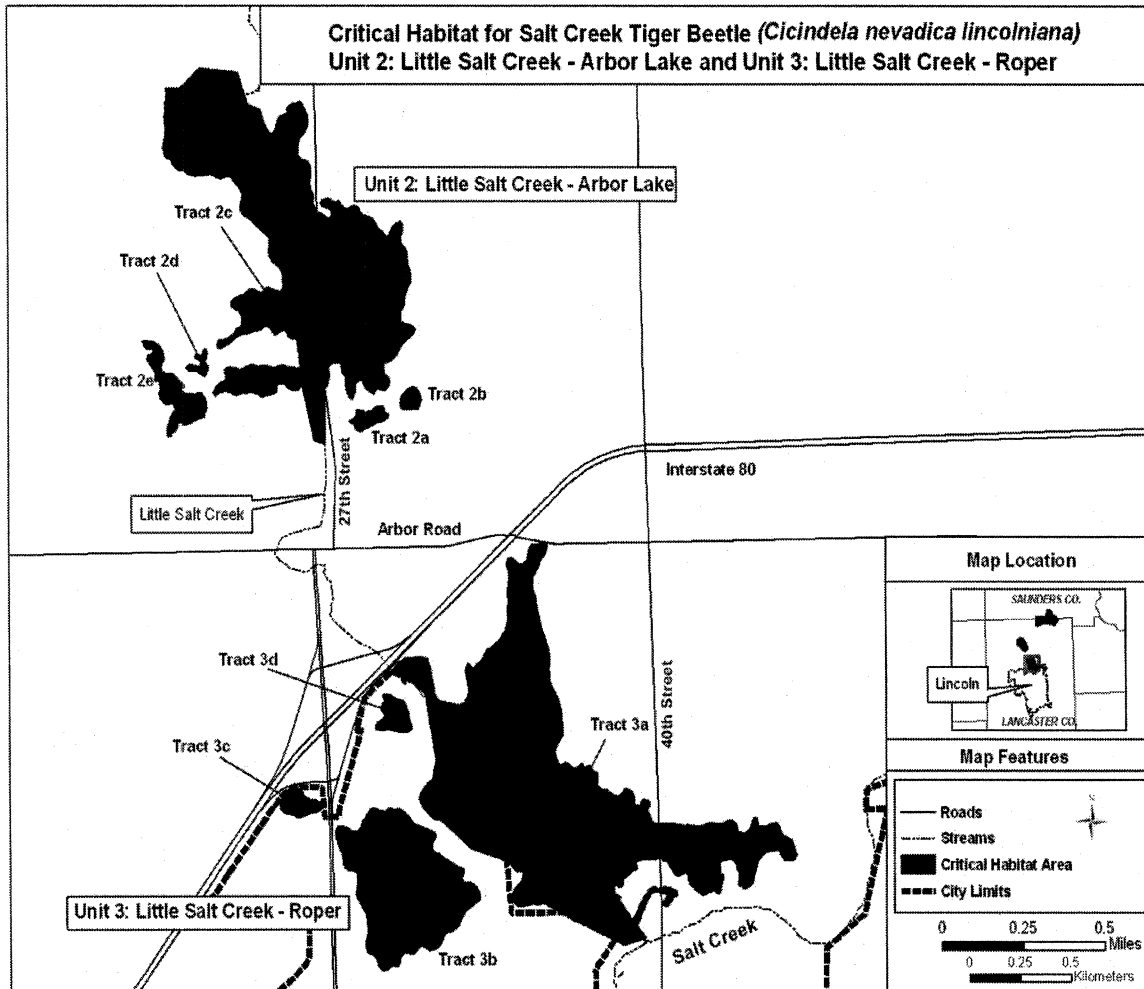 Critical Habitat for Salt Creek Tiger Beetle (Cicindela nevadica lincolniana)
Unit 2: Little Salt Creek - Arbor Lake and Unit 3: Little Salt Creek - Roper
Unit 2: Little Salt Creek - Arbor Lake
Tract 2c
Tract 2d
Tract 2e
Tract 2b
Tract 2a
27th Street
Interstate 80
Little Salt Creek
Arbor Road
Tract 3d
Tract 3a
40th Street
Tract 3c
Unit 3: Little Salt Creek - Roper
Tract 3b
Salt Creek
Map Location
SAUNDERS CO.
Lincoln
LANCASTER CO.
Map Features
N
Roads
Streams
Critical Habitat Area
City Limits
0 0.25 0.5
Miles
0 0.25 0.5
Kilometers